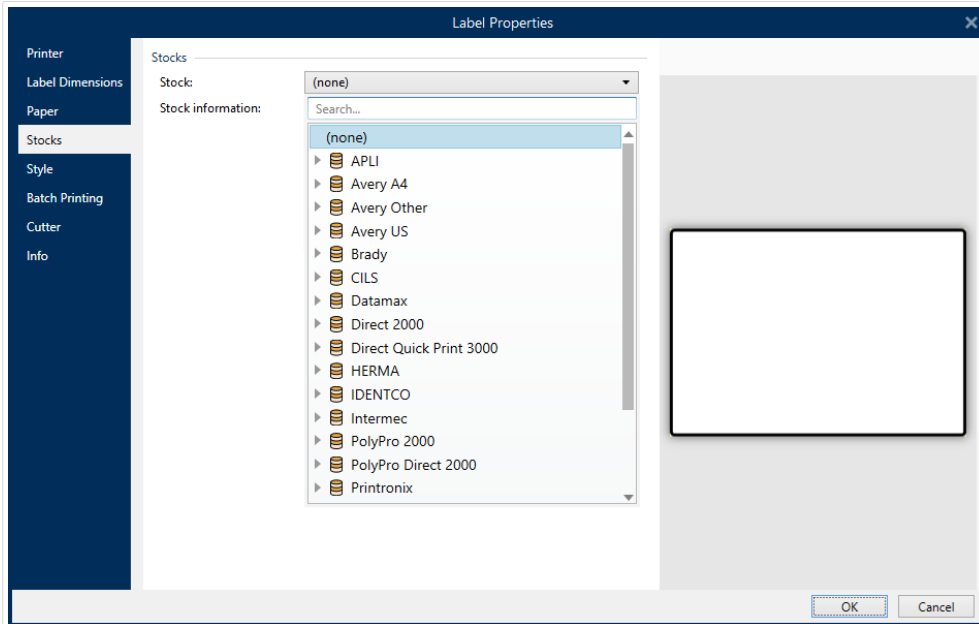 Label Properties
Printer
Label Dimensions
Paper
Stocks
Style
Batch Printing
Cutter
Info
Stocks
Stock:
(none)
Stock information:
Search...
(none)
APLI
Avery A4
Avery Other
Avery US
Brady
CILS
Datamax
Direct 2000
Direct Quick Print 3000
HERMA
IDENTCO
Intermec
PolyPro 2000
PolyPro Direct 2000
Printronix
OK
Cancel